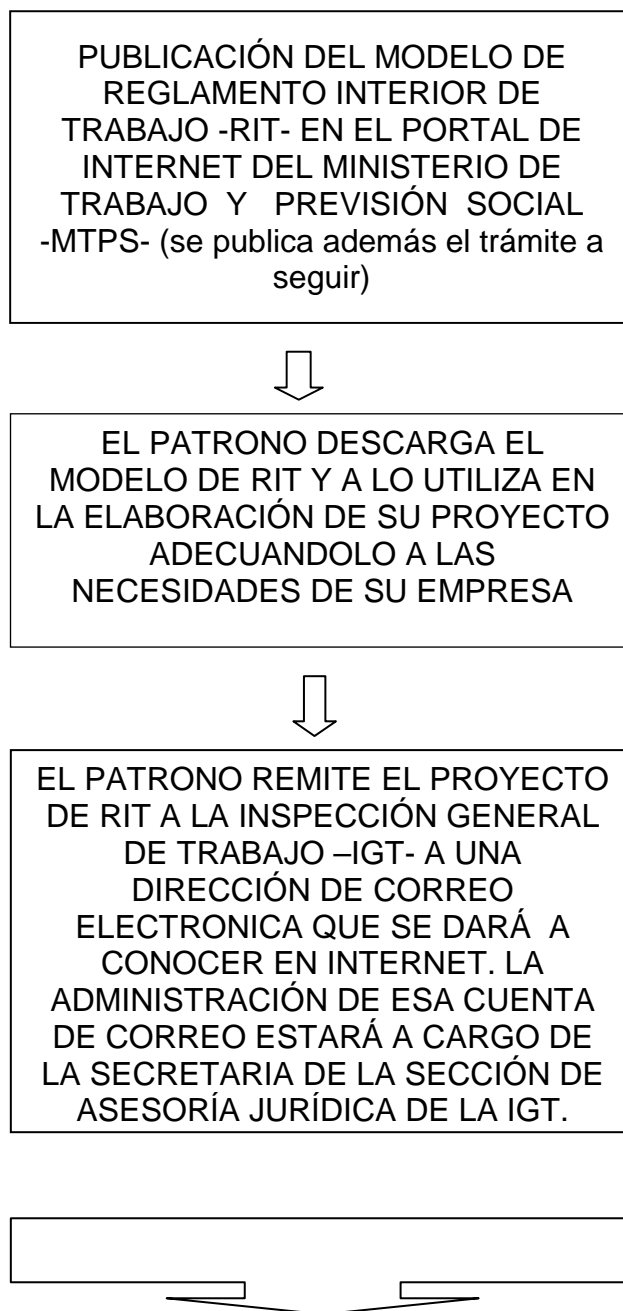 PUBLICACIÓN DEL MODELO DE
REGLAMENTO INTERIOR DE
TRABAJO -RIT- EN EL PORTAL DE
INTERNET DEL MINISTERIO DE
TRABAJO Y PREVISIÓN SOCIAL
-MTPS- (se publica además el trámite a
seguir)
EL PATRONO DESCARGA EL
MODELO DE RIT Y A LO UTILIZA EN
LA ELABORACIÓN DE SU PROYECTO
ADECUANDOLO A LAS
NECESIDADES DE SU EMPRESA
EL PATRONO REMITE EL PROYECTO
DE RIT A LA INSPECCIÓN GENERAL
DE TRABAJO –IGT- A UNA
DIRECCIÓN DE CORREO
ELECTRONICA QUE SE DARÁ A
CONOCER EN INTERNET. LA
ADMINISTRACIÓN DE ESA CUENTA
DE CORREO ESTARÁ A CARGO DE
LA SECRETARIA DE LA SECCIÓN DE
ASESORÍA JURÍDICA DE LA IGT.